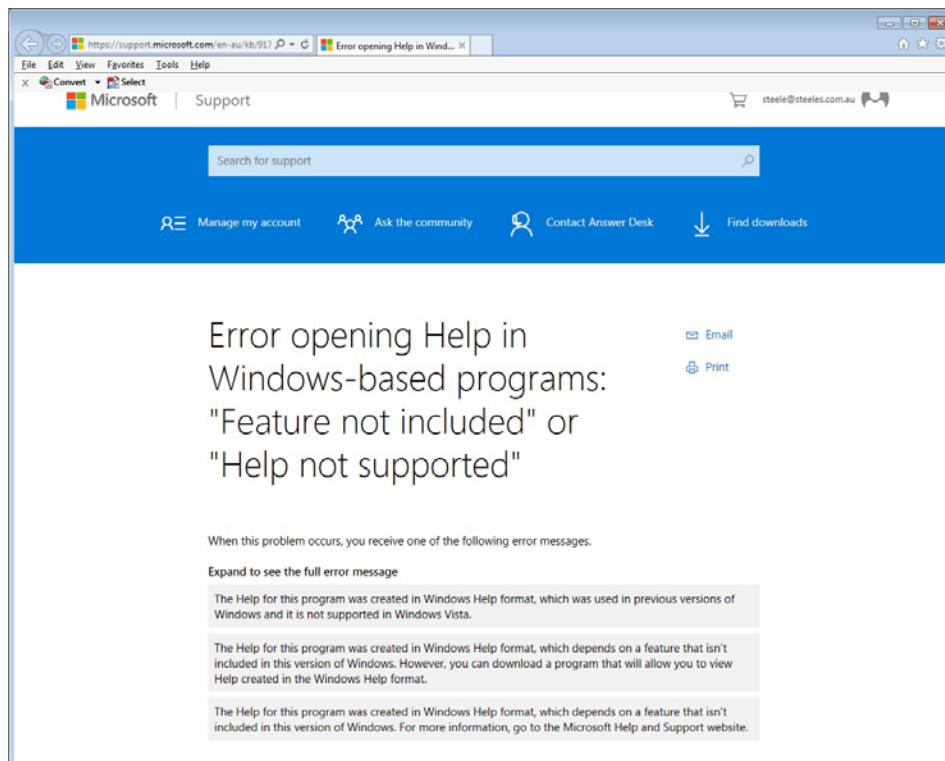 https://support.microsoft.com/en-au/kb/917
Error opening Help in Wind...
File Edit View Favorites Tools Help
x Convert Select
Microsoft Support steele@steeles.com.au
Search for support
Manage my account Ask the community Contact Answer Desk Find downloads
Error opening Help in
Windows-based programs:
"Feature not included" or
"Help not supported"
Email
Print
When this problem occurs, you receive one of the following error messages.
Expand to see the full error message
The Help for this program was created in Windows Help format, which was used in previous versions of
Windows and it is not supported in Windows Vista.
The Help for this program was created in Windows Help format, which depends on a feature that isn't
included in this version of Windows. However, you can download a program that will allow you to view
Help created in the Windows Help format.
The Help for this program was created in Windows Help format, which depends on a feature that isn't
included in this version of Windows. For more information, go to the Microsoft Help and Support website.